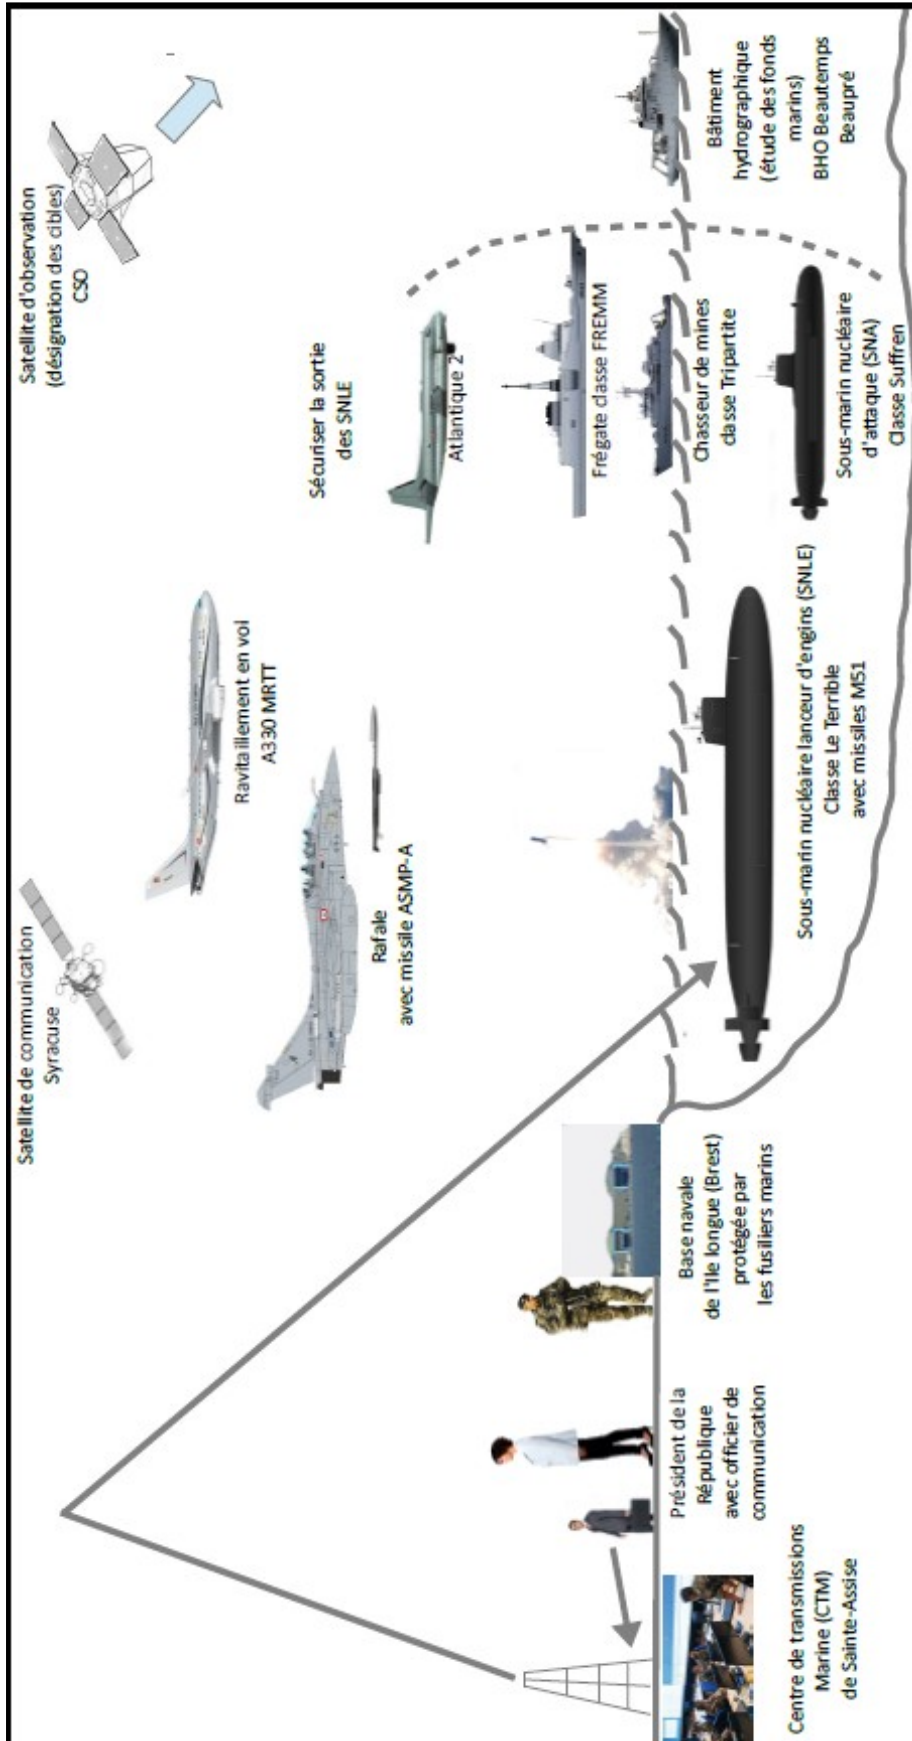 Satellite de communication
Syracuse
Satellite d'observation
(désignation des cibles)
CSO
Ravitaillement en vol
A330 MRTT
Sécuriser la sortie
des SNLE
Rafale
avec missile ASMP-A
Atlantique 2
Frégate classe FREMM
Chasseur de mines
classe Tripartite
Bâtiment
hydrographique
(étude des fonds
marins)
BHO Beautemps
Beaupré
Centre de transmissions
Marine (CTM)
de Sainte-Assise
Président de la
République
avec officier de
communication
Base navale
de l'Ile longue (Brest)
protégée par
les fusiliers marins
Sous-marin nucléaire lanceur d'engins (SNLE)
Classe Le Terrible
avec missiles M51
Sous-marin nucléaire
d'attaque (SNA)
Classe Suffren